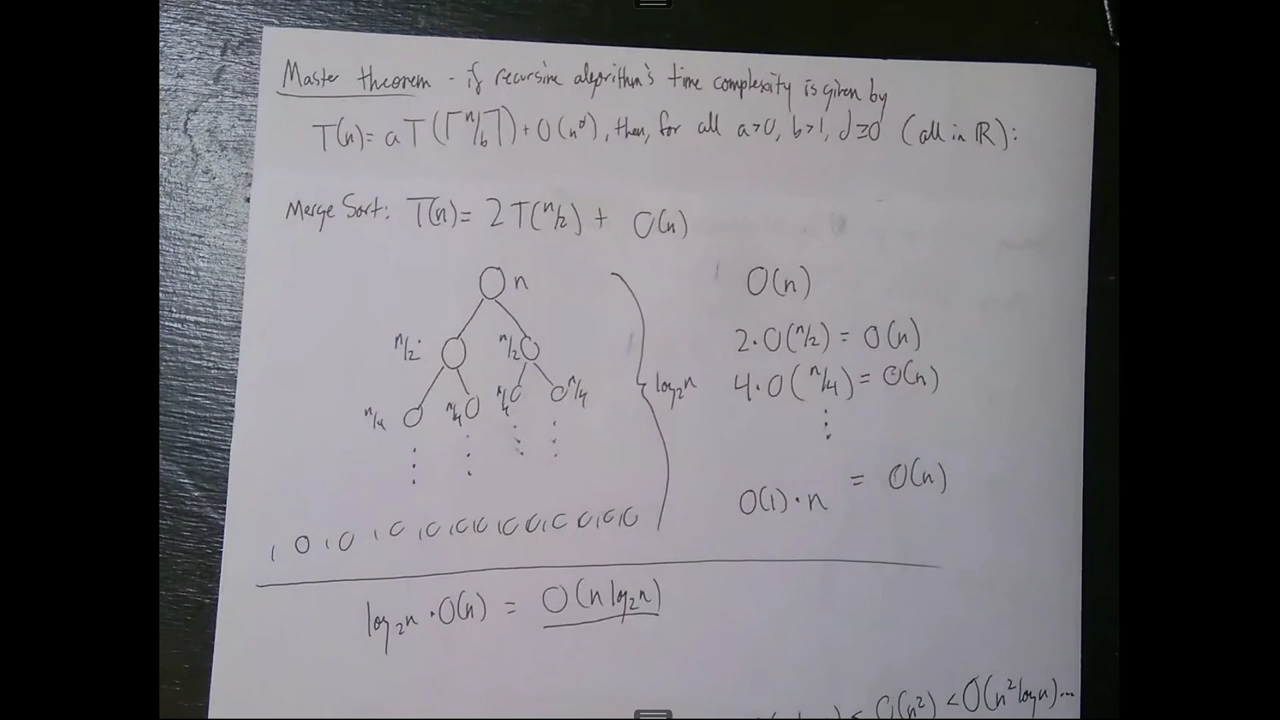 Master theorem - if recursive algorithm's time complexity is given by
T(n) = a T(⌈n/b⌉) + O(n^d), then, for all a>0, b>1, d≥0 (all in ℝ):
Merge Sort: T(n) = 2 T(n/2) + O(n)
n
n/2 n/2
n/4 n/4 n/4 n/4
log₂n
O(n)
2·O(n/2) = O(n)
4·O(n/4) = O(n)
O(1)·n = O(n)
log₂n · O(n) = O(n log₂n)
< O(n²) < O(n² log n) ...